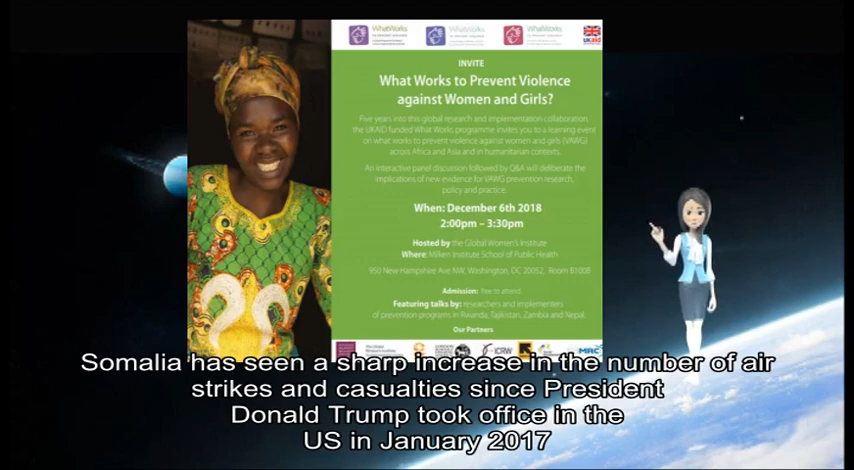 WhatWorks
WhatWorks
WhatWorks
UKaid
INVITE
What Works to Prevent Violence
against Women and Girls?
Five years into this global research and implementation collaboration
the UKAID funded What Works programme invites you to a learning event
on what works to prevent violence against women and girls (VAWG)
across Africa and Asia and in humanitarian contexts.
An interactive panel discussion followed by Q&A will deliberate the
implications of new evidence for VAWG prevention research,
policy and practice.
When: December 6th 2018
2:00pm – 3:30pm
Hosted by the Global Women's Institute
Where: Milken Institute School of Public Health
950 New Hampshire Ave NW, Washington, DC 20052, Room B100B
Admission: free to attend.
Featuring talks by: researchers and implementers
of prevention programs in Rwanda, Tajikistan, Zambia and Nepal.
Our Partners
ICRW
MRC
Somalia has seen a sharp increase in the number of air
strikes and casualties since President
Donald Trump took office in the
US in January 2017